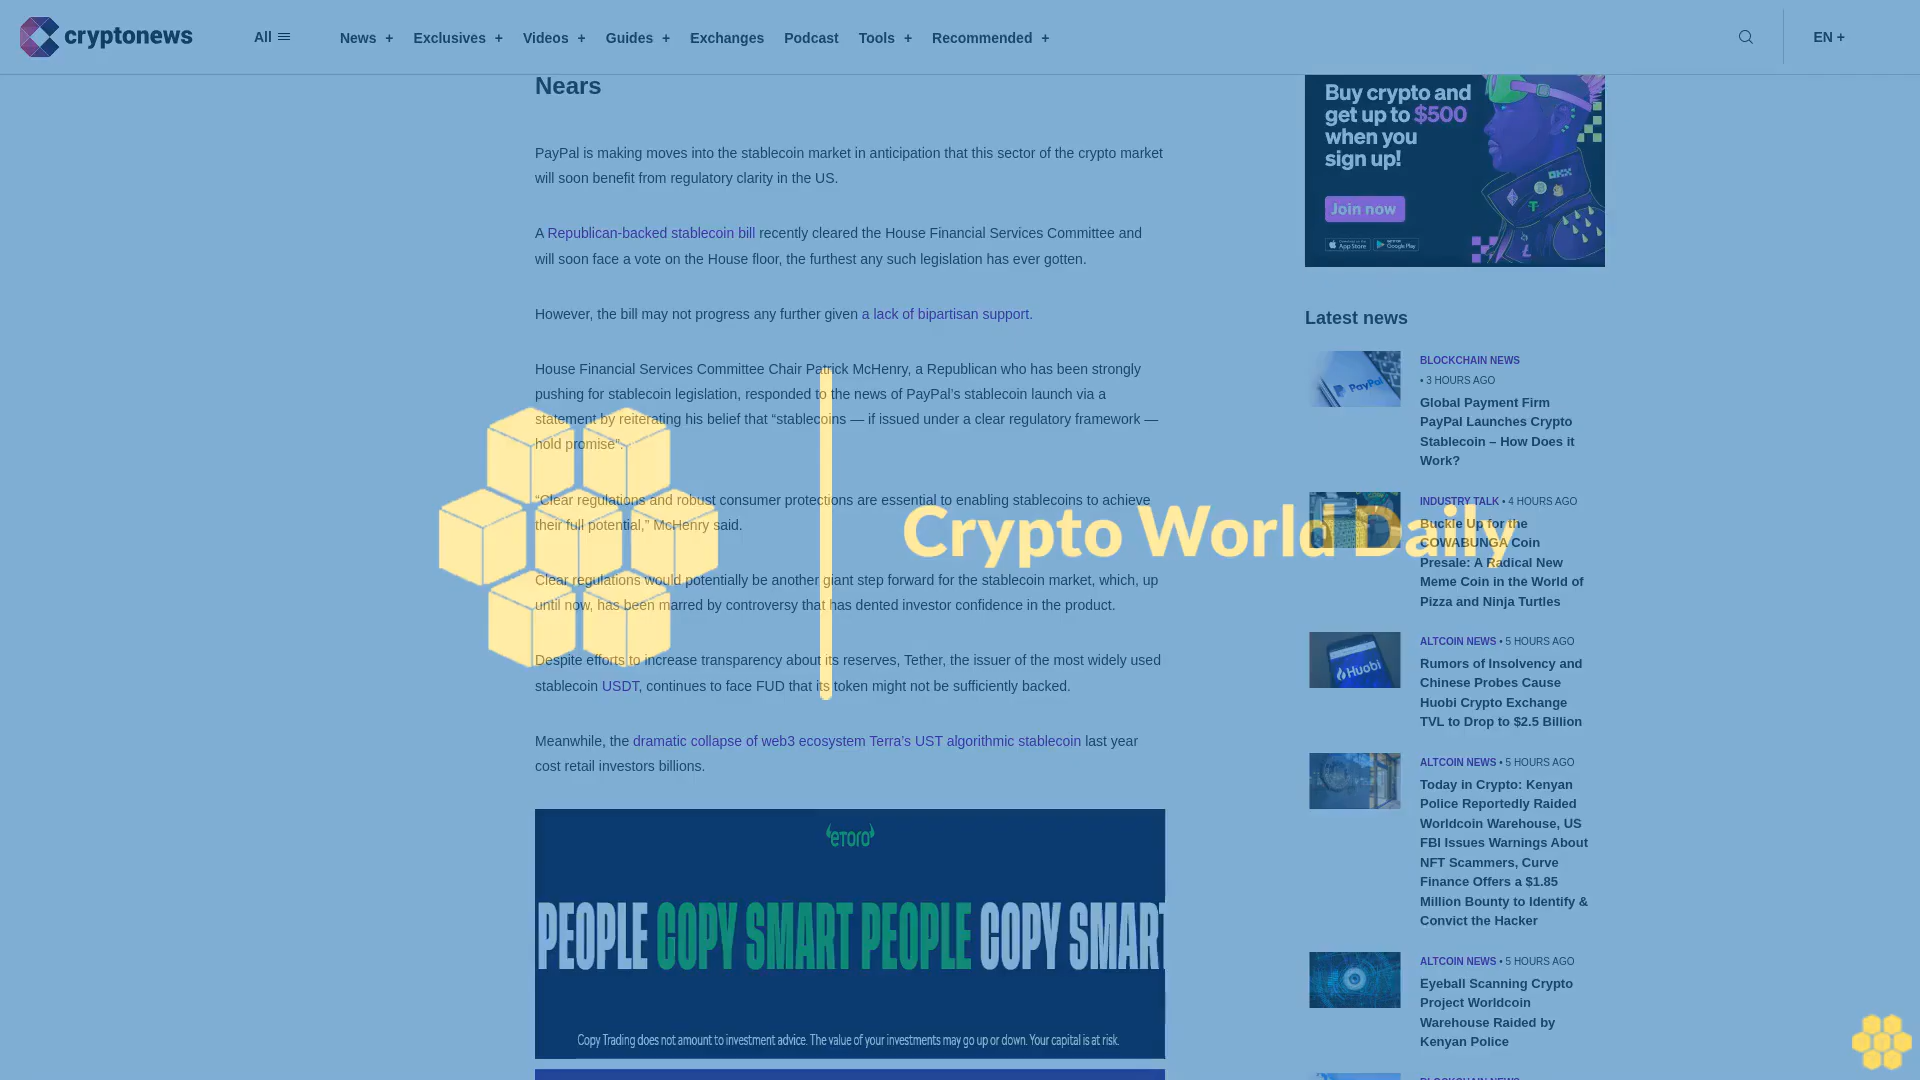 cryptonews
All
News + Exclusives + Videos + Guides + Exchanges Podcast Tools + Recommended +
EN +
Nears
PayPal is making moves into the stablecoin market in anticipation that this sector of the crypto market
will soon benefit from regulatory clarity in the US.
A Republican-backed stablecoin bill recently cleared the House Financial Services Committee and
will soon face a vote on the House floor, the furthest any such legislation has ever gotten.
However, the bill may not progress any further given a lack of bipartisan support.
House Financial Services Committee Chair Patrick McHenry, a Republican who has been strongly
pushing for stablecoin legislation, responded to the news of PayPal’s stablecoin launch via a
statement by reiterating his belief that “stablecoins — if issued under a clear regulatory framework —
hold promise”.
“Clear regulations and robust consumer protections are essential to enabling stablecoins to achieve
their full potential,” McHenry said.
Clear regulations would potentially be another giant step forward for the stablecoin market, which, up
until now, has been marred by controversy that has dented investor confidence in the product.
Despite efforts to increase transparency about its reserves, Tether, the issuer of the most widely used
stablecoin USDT, continues to face FUD that its token might not be sufficiently backed.
Meanwhile, the dramatic collapse of web3 ecosystem Terra’s UST algorithmic stablecoin last year
cost retail investors billions.
eToro
PEOPLE COPY SMART PEOPLE COPY SMART
Copy Trading does not amount to investment advice. The value of your investments may go up or down. Your capital is at risk.
Crypto World Daily
Buy crypto and
get up to $500
when you
sign up!
Join now
App Store
Google Play
Latest news
PayPal
BLOCKCHAIN NEWS
• 3 HOURS AGO
Global Payment Firm
PayPal Launches Crypto
Stablecoin – How Does it
Work?
INDUSTRY TALK • 4 HOURS AGO
Buckle Up for the
COWABUNGA Coin
Presale: A Radical New
Meme Coin in the World of
Pizza and Ninja Turtles
Huobi
ALTCOIN NEWS • 5 HOURS AGO
Rumors of Insolvency and
Chinese Probes Cause
Huobi Crypto Exchange
TVL to Drop to $2.5 Billion
ALTCOIN NEWS • 5 HOURS AGO
Today in Crypto: Kenyan
Police Reportedly Raided
Worldcoin Warehouse, US
FBI Issues Warnings About
NFT Scammers, Curve
Finance Offers a $1.85
Million Bounty to Identify &
Convict the Hacker
ALTCOIN NEWS • 5 HOURS AGO
Eyeball Scanning Crypto
Project Worldcoin
Warehouse Raided by
Kenyan Police